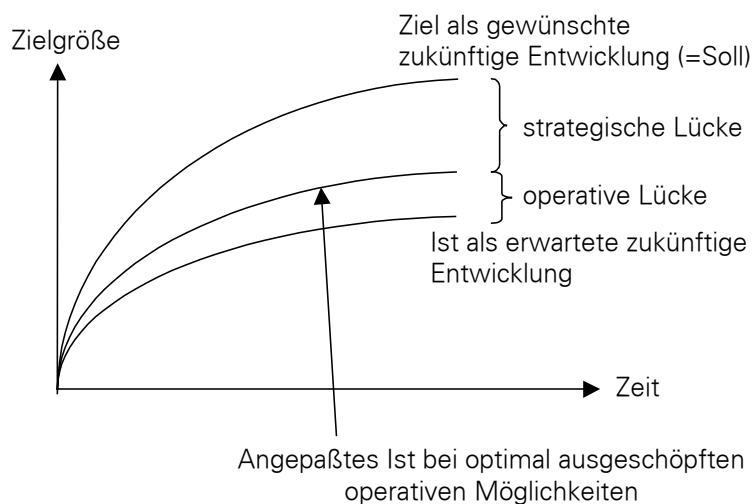 Zielgröße
Ziel als gewünschte
zukünftige Entwicklung (=Soll)
strategische Lücke
operative Lücke
Ist als erwartete zukünftige
Entwicklung
Zeit
Angepaßtes Ist bei optimal ausgeschöpften
operativen Möglichkeiten